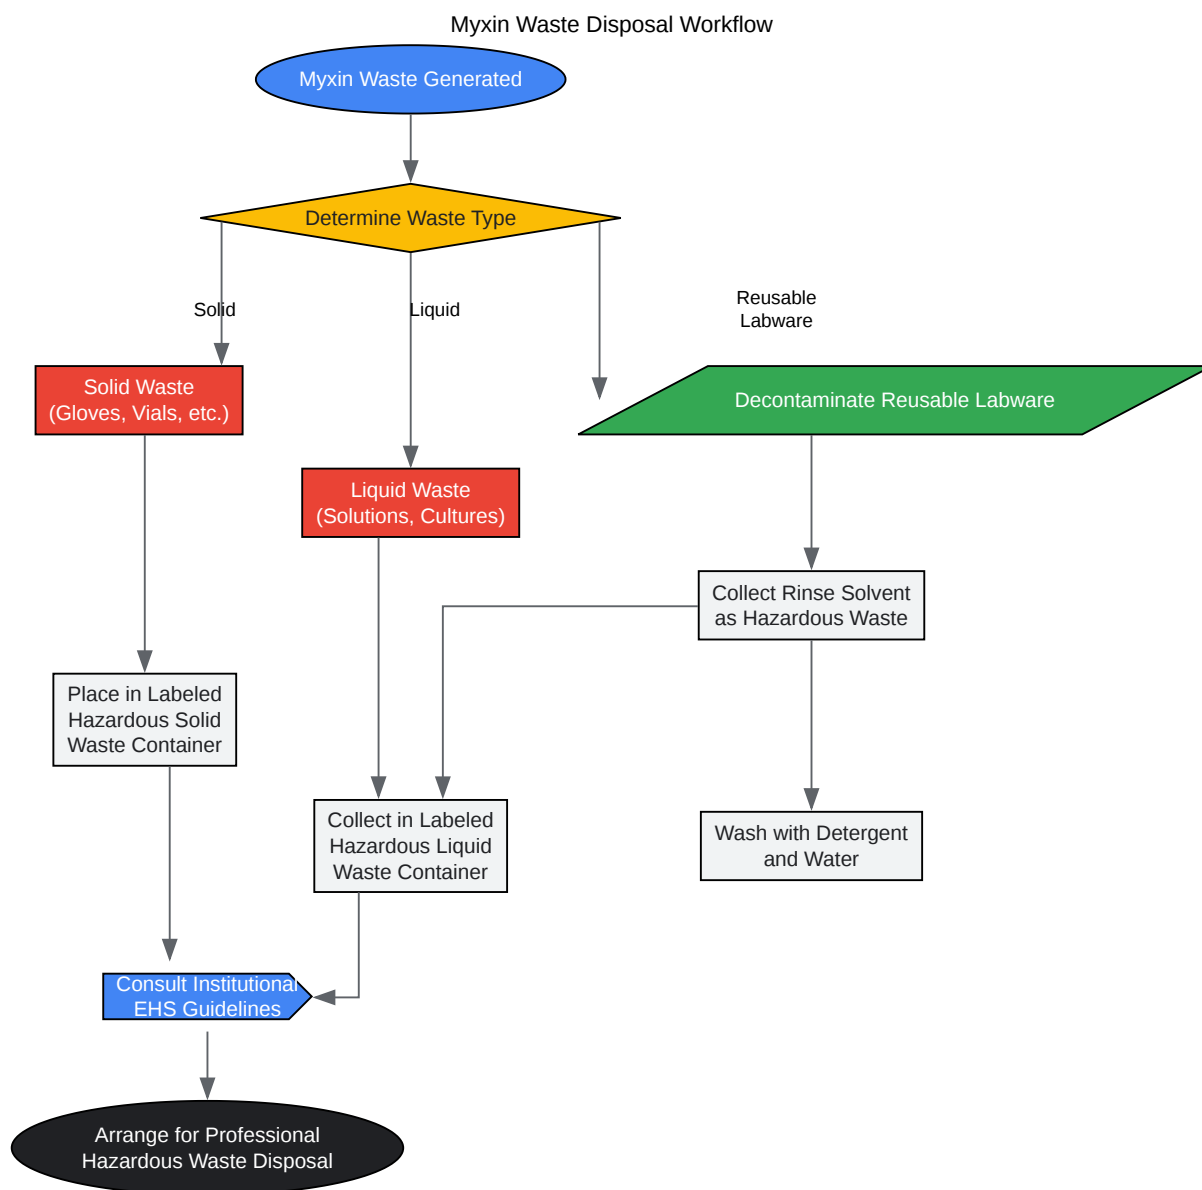 Myxin Waste Disposal Workflow
Myxin Waste Generated
Determine Waste Type
Solid
Liquid
Reusable
Labware
Solid Waste
(Gloves, Vials, etc.)
Decontaminate Reusable Labware
Liquid Waste
(Solutions, Cultures)
Collect Rinse Solvent
as Hazardous Waste
Place in Labeled
Hazardous Solid
Waste Container
Collect in Labeled
Hazardous Liquid
Waste Container
Wash with Detergent
and Water
Consult Institutional
EHS Guidelines
Arrange for Professional
Hazardous Waste Disposal